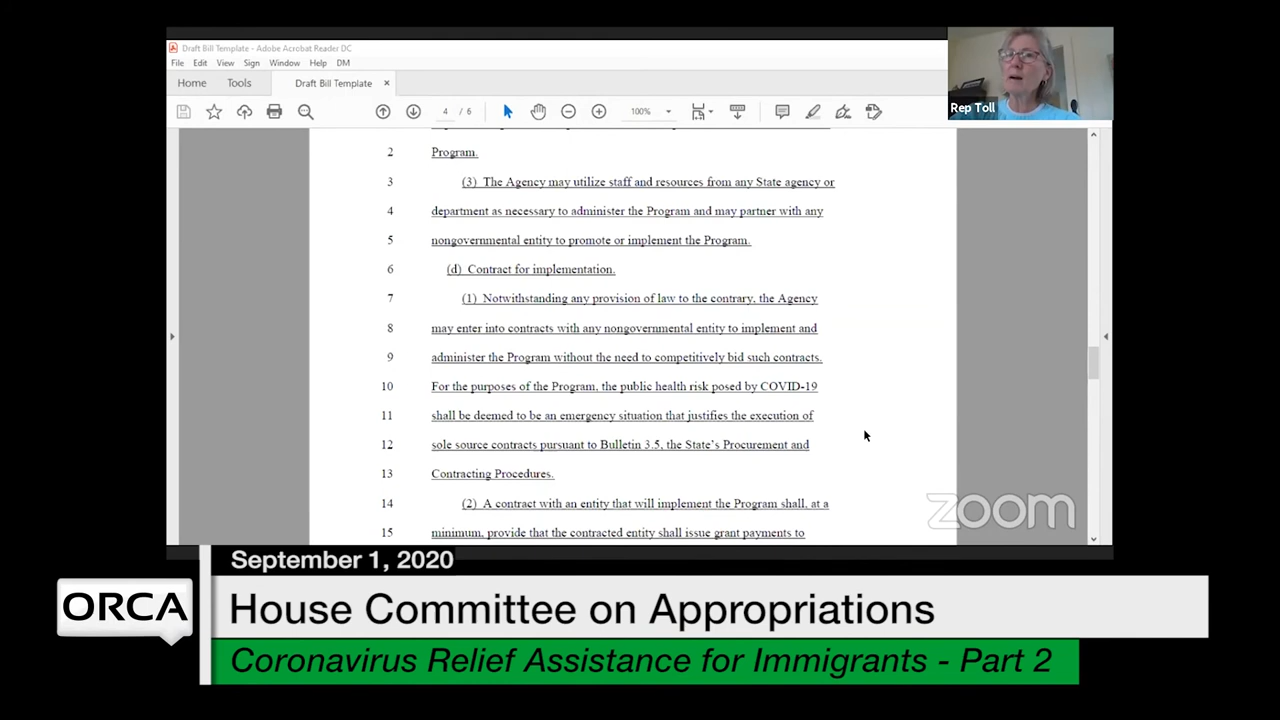 Draft Bill Template - Adobe Acrobat Reader DC
File Edit View Sign Window Help DM
Home Tools Draft Bill Template ×
4 / 6 100%
Rep Toll
2 Program.
3 (3) The Agency may utilize staff and resources from any State agency or
4 department as necessary to administer the Program and may partner with any
5 nongovernmental entity to promote or implement the Program.
6 (d) Contract for implementation.
7 (1) Notwithstanding any provision of law to the contrary, the Agency
8 may enter into contracts with any nongovernmental entity to implement and
9 administer the Program without the need to competitively bid such contracts.
10 For the purposes of the Program, the public health risk posed by COVID-19
11 shall be deemed to be an emergency situation that justifies the execution of
12 sole source contracts pursuant to Bulletin 3.5, the State's Procurement and
13 Contracting Procedures.
14 (2) A contract with an entity that will implement the Program shall, at a
15 minimum, provide that the contracted entity shall issue grant payments to
zoom
September 1, 2020
ORCA
House Committee on Appropriations
Coronavirus Relief Assistance for Immigrants - Part 2